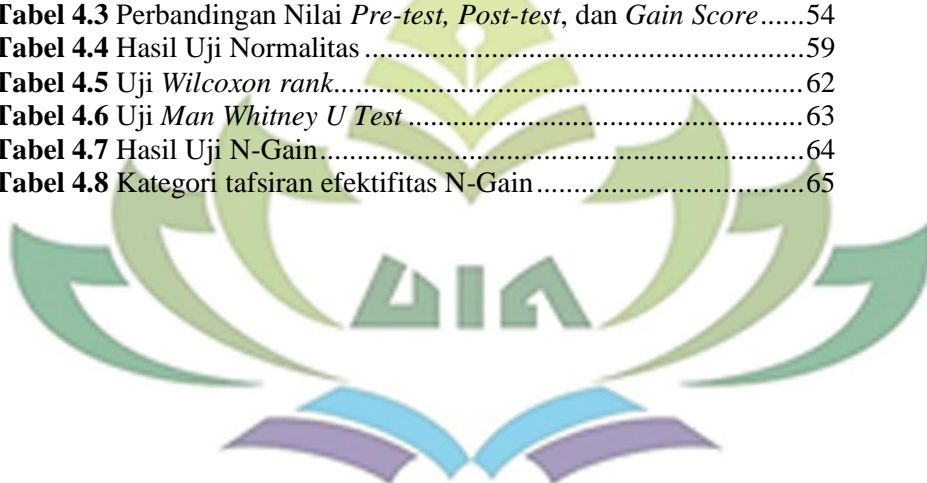 Tabel 4.3 Perbandingan Nilai Pre-test, Post-test, dan Gain Score......54
Tabel 4.4 Hasil Uji Normalitas..........................................................59
Tabel 4.5 Uji Wilcoxon rank..............................................................62
Tabel 4.6 Uji Man Whitney U Test....................................................63
Tabel 4.7 Hasil Uji N-Gain................................................................64
Tabel 4.8 Kategori tafsiran efektifitas N-Gain..................................65
UIN